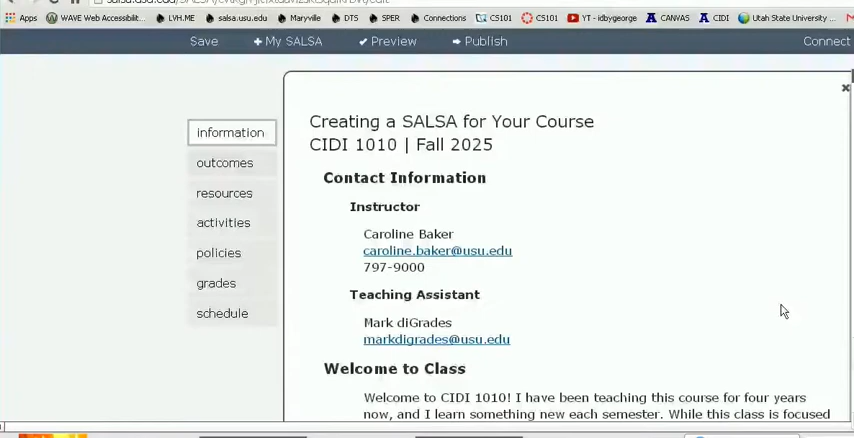 Apps WAVE Web Accessibilit... LVH.ME salsa.usu.edu Maryville DTS SPER Connections CS101 CS101 YT - idbygeorge CANVAS CIDI Utah State University ...
Save My SALSA Preview Publish Connect
information
outcomes
resources
activities
policies
grades
schedule
Creating a SALSA for Your Course
CIDI 1010 | Fall 2025
Contact Information
Instructor
Caroline Baker
caroline.baker@usu.edu
797-9000
Teaching Assistant
Mark diGrades
markdigrades@usu.edu
Welcome to Class
Welcome to CIDI 1010! I have been teaching this course for four years
now, and I learn something new each semester. While this class is focused